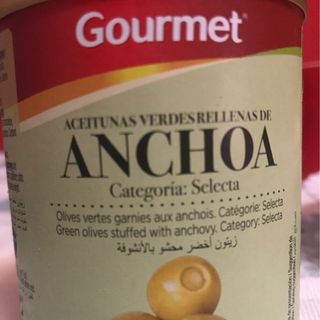 Gourmet
ACEITUNAS VERDES RELLENAS DE
ANCHOA
Categoría: Selecta
Olives vertes garnies aux anchois. Catégorie: Selecta
Green olives stuffed with anchovy. Category: Selecta
زيتون أخضر محشو بالأنشوفة